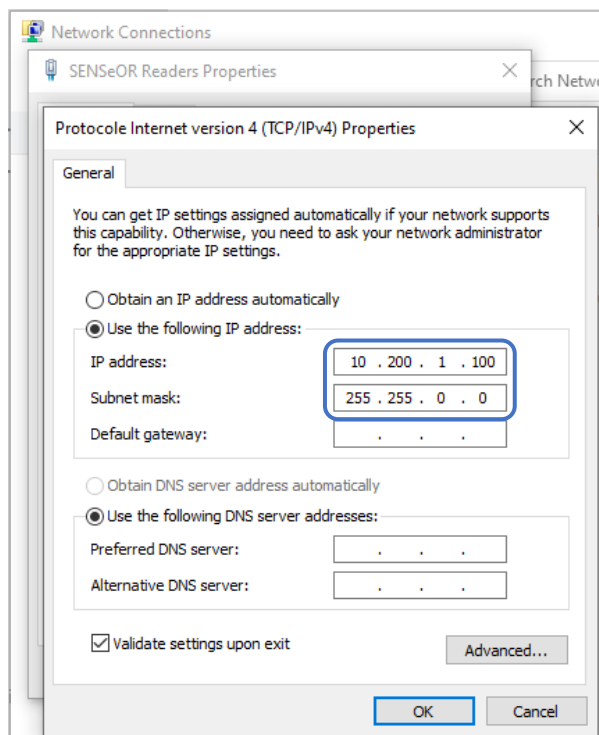 Network Connections
SENSeOR Readers Properties
rch Netw
Protocole Internet version 4 (TCP/IPv4) Properties
General
You can get IP settings assigned automatically if your network supports
this capability. Otherwise, you need to ask your network administrator
for the appropriate IP settings.
Obtain an IP address automatically
Use the following IP address:
IP address: 10 . 200 . 1 . 100
Subnet mask: 255 . 255 . 0 . 0
Default gateway: . . .
Obtain DNS server address automatically
Use the following DNS server addresses:
Preferred DNS server: . . .
Alternative DNS server: . . .
Validate settings upon exit
Advanced...
OK
Cancel